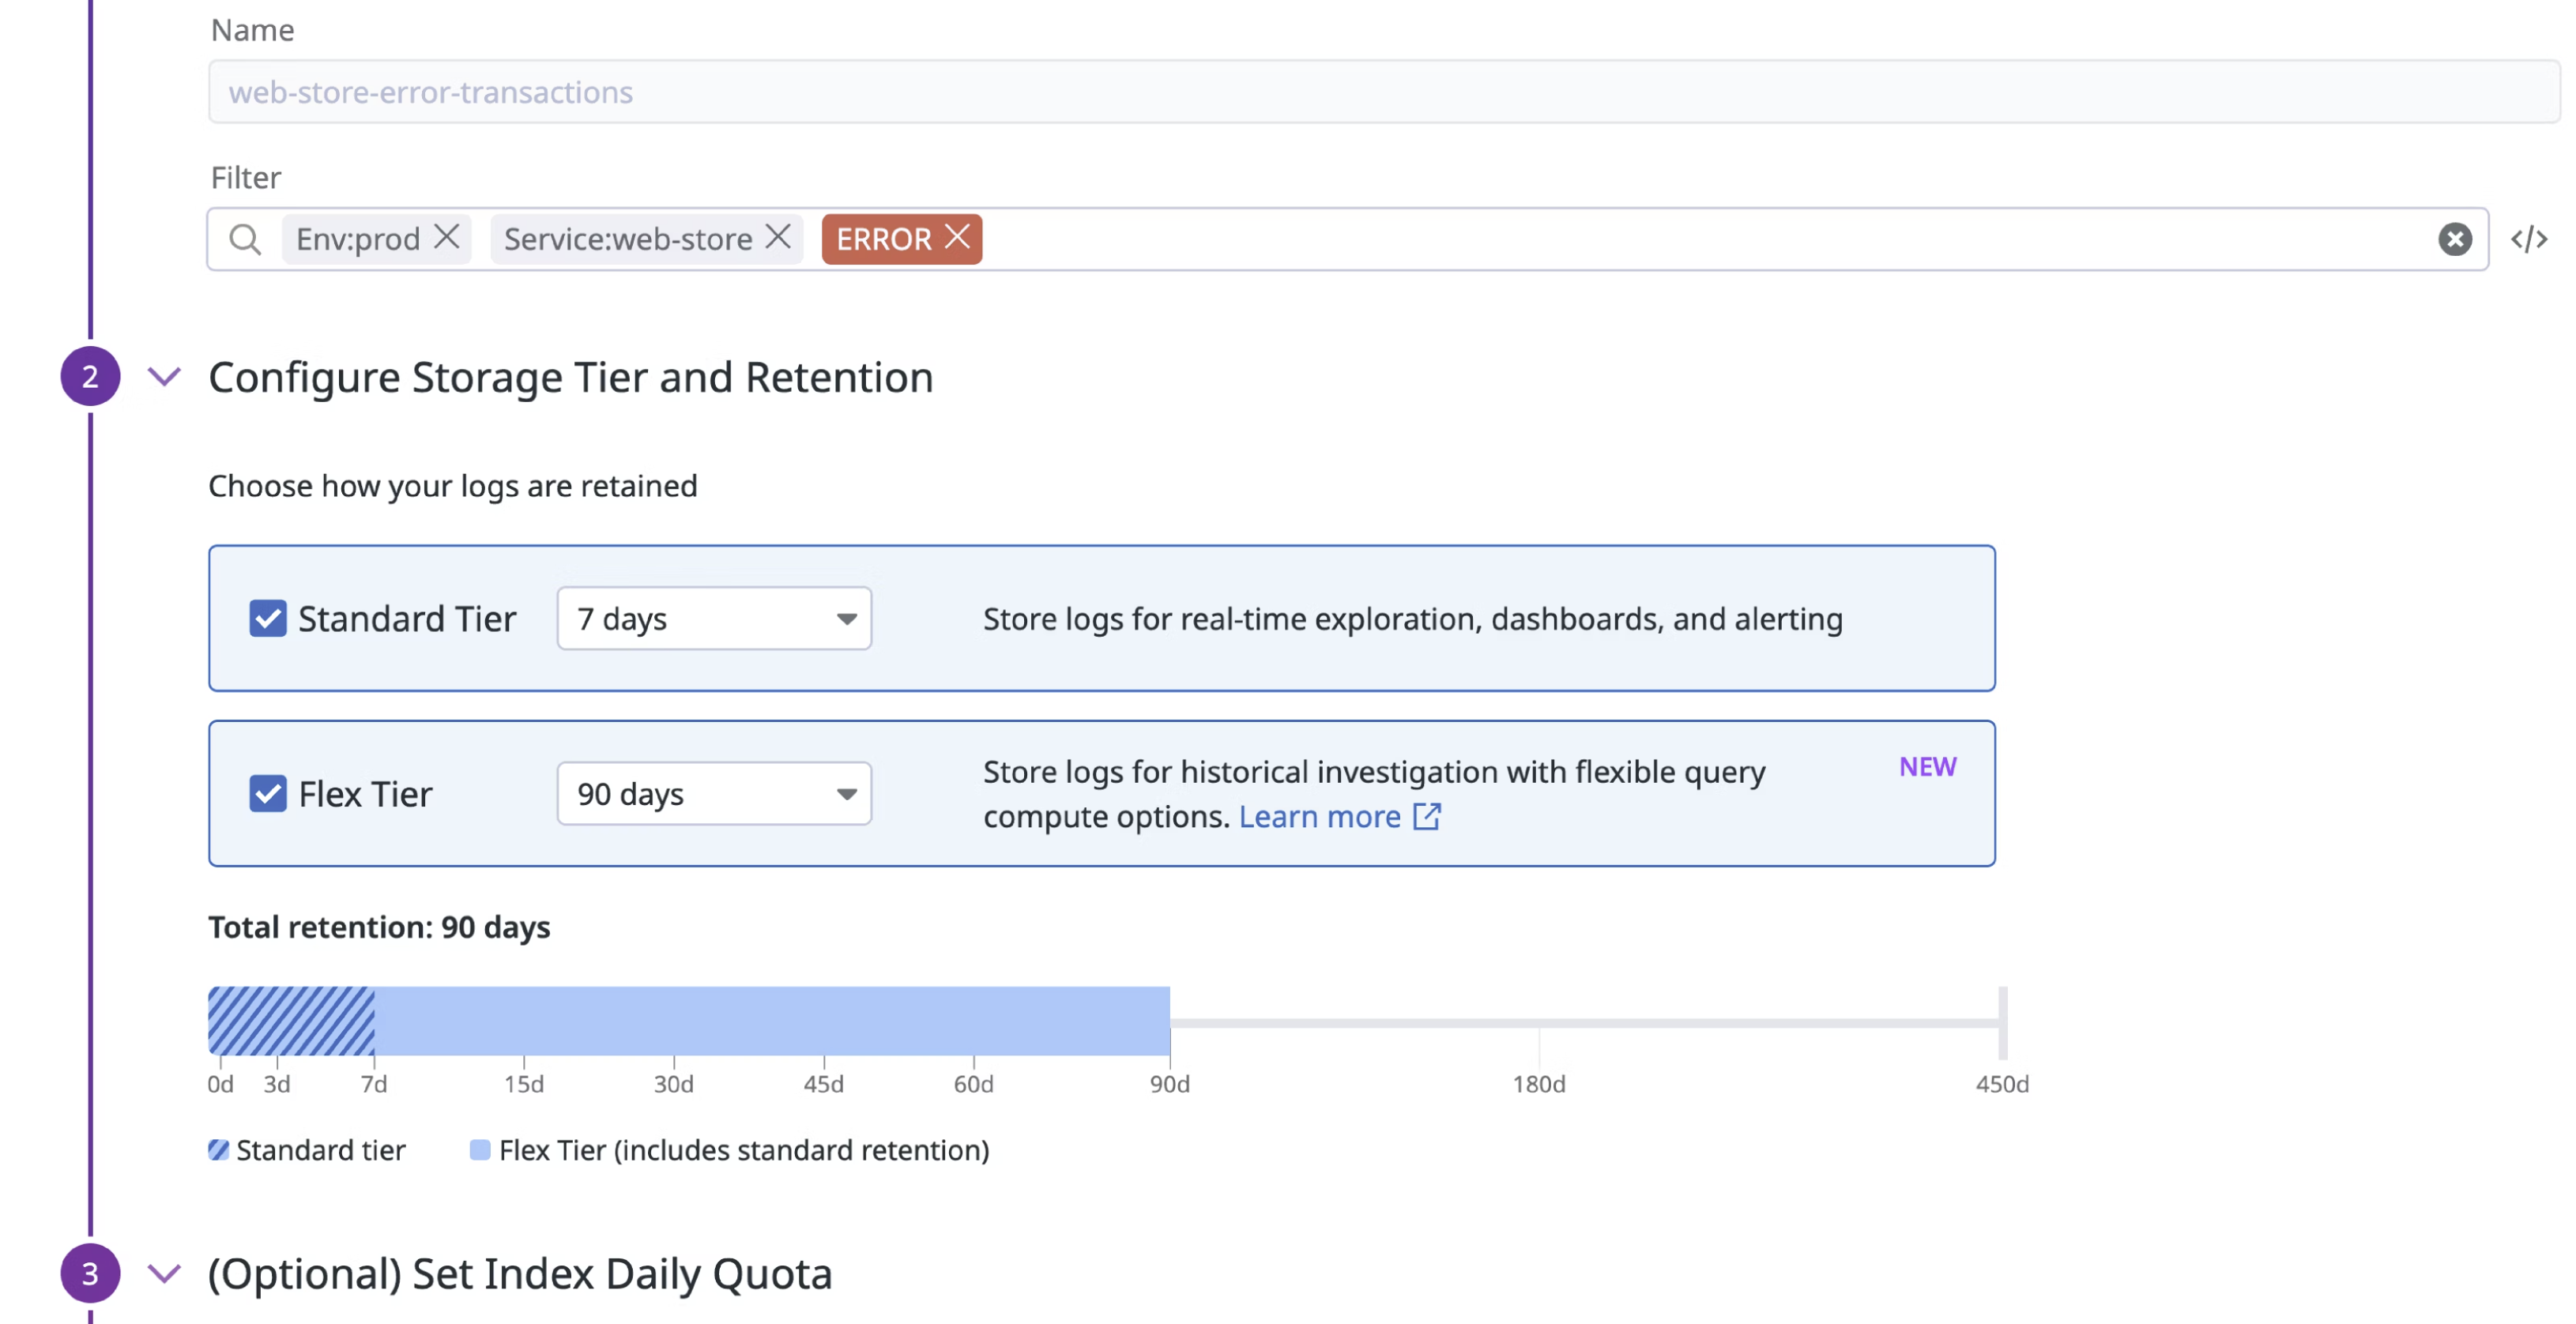 Name
web-store-error-transactions
Filter
Env:prod Service:web-store ERROR
2 Configure Storage Tier and Retention
Choose how your logs are retained
Standard Tier 7 days Store logs for real-time exploration, dashboards, and alerting
Flex Tier 90 days Store logs for historical investigation with flexible query NEW
compute options. Learn more
Total retention: 90 days
0d 3d 7d 15d 30d 45d 60d 90d 180d 450d
Standard tier Flex Tier (includes standard retention)
3 (Optional) Set Index Daily Quota